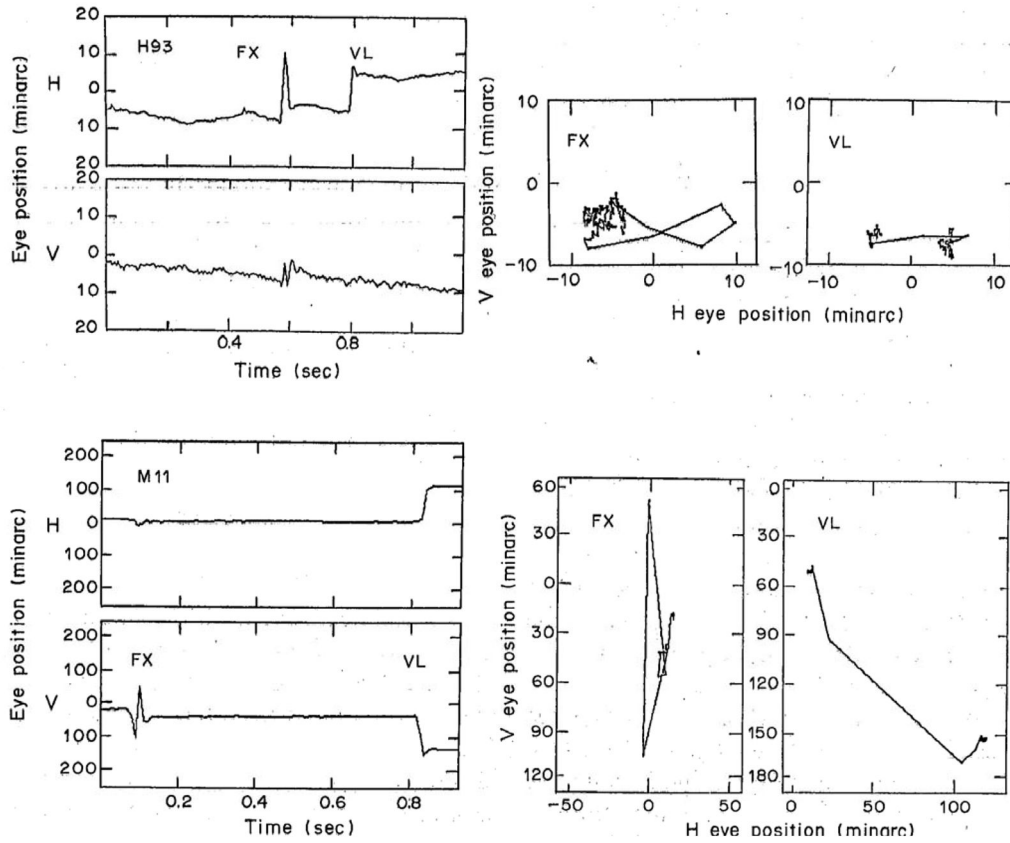 H93 FX VL
Eye position (minarc)
H
20
10
0
10
20
V
20
10
0
10
20
0.4 0.8
Time (sec)
V eye position (minarc)
FX
10
0
-10
-10 0 10
VL
10
0
-10
-10 0 10
H eye position (minarc)
M11
Eye position (minarc)
H
200
100
0
100
200
FX VL
V
200
100
0
100
200
0.2 0.4 0.6 0.8
Time (sec)
V eye position (minarc)
FX
60
30
0
30
60
90
120
-50 0 50
VL
0
30
60
90
120
150
180
0 50 100
H eye position (minarc)